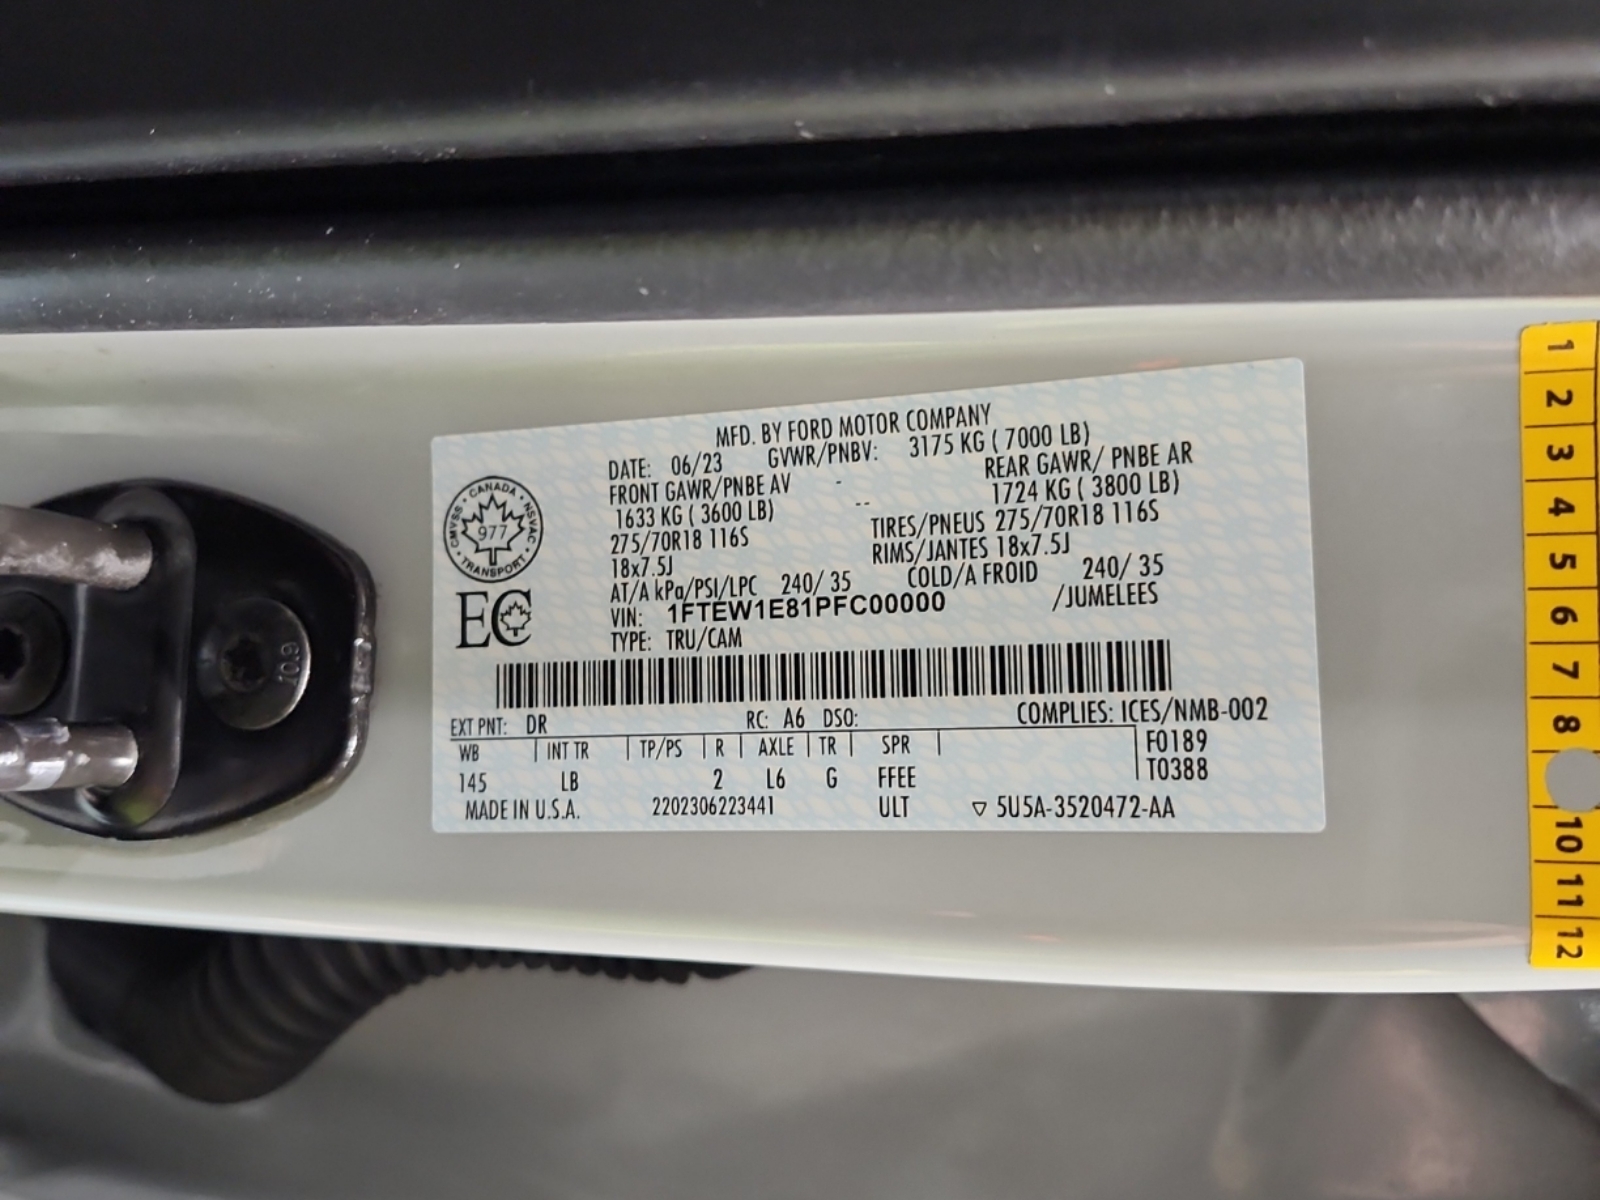 MFD. BY FORD MOTOR COMPANY
DATE: 06/23 GVWR/PNBV: 3175 KG ( 7000 LB)
FRONT GAWR/PNBE AV - REAR GAWR/ PNBE AR
1633 KG ( 3600 LB) -- 1724 KG ( 3800 LB)
275/70R18 116S TIRES/PNEUS 275/70R18 116S
18x7.5J RIMS/JANTES 18x7.5J
AT/A kPa/PSI/LPC 240/ 35 COLD/A FROID 240/ 35
VIN: 1FTEW1E81PFC00000 /JUMELEES
TYPE: TRU/CAM
CANADA
CMVSS NSVAC
977
TRANSPORT
EC
EXT PNT: DR RC: A6 DSO: COMPLIES: ICES/NMB-002
WB | INT TR | TP/PS | R | AXLE | TR | SPR | F0189
145 LB 2 L6 G FFEE T0388
MADE IN U.S.A. 2202306223441 ULT ▽ 5U5A-3520472-AA
10.9
1
2
3
4
5
6
7
8
10
11
12